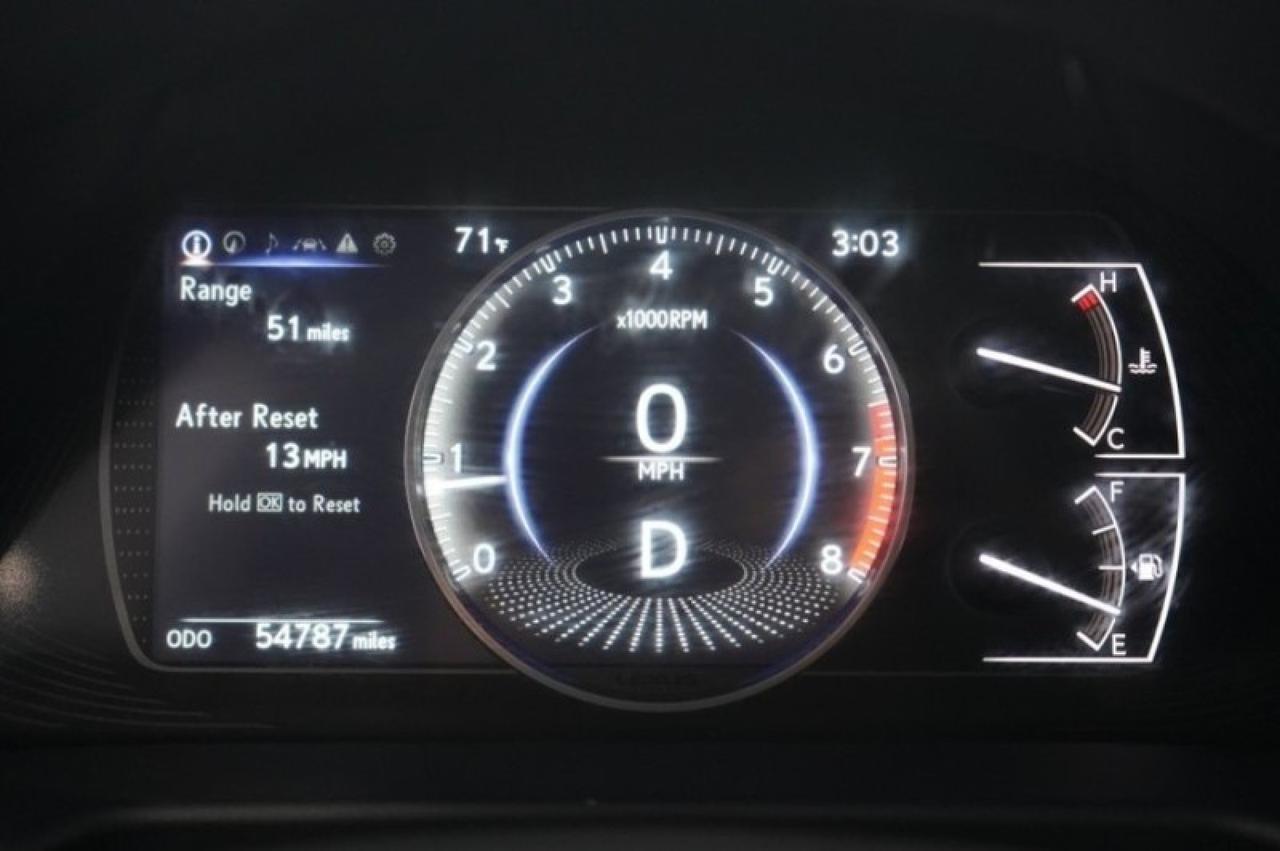 71°F
3:03
Range
51 miles
After Reset
13 MPH
Hold OK to Reset
ODO 54787 miles
0
1
2
3
4
5
6
7
8
x1000RPM
0
MPH
D
H
C
F
E